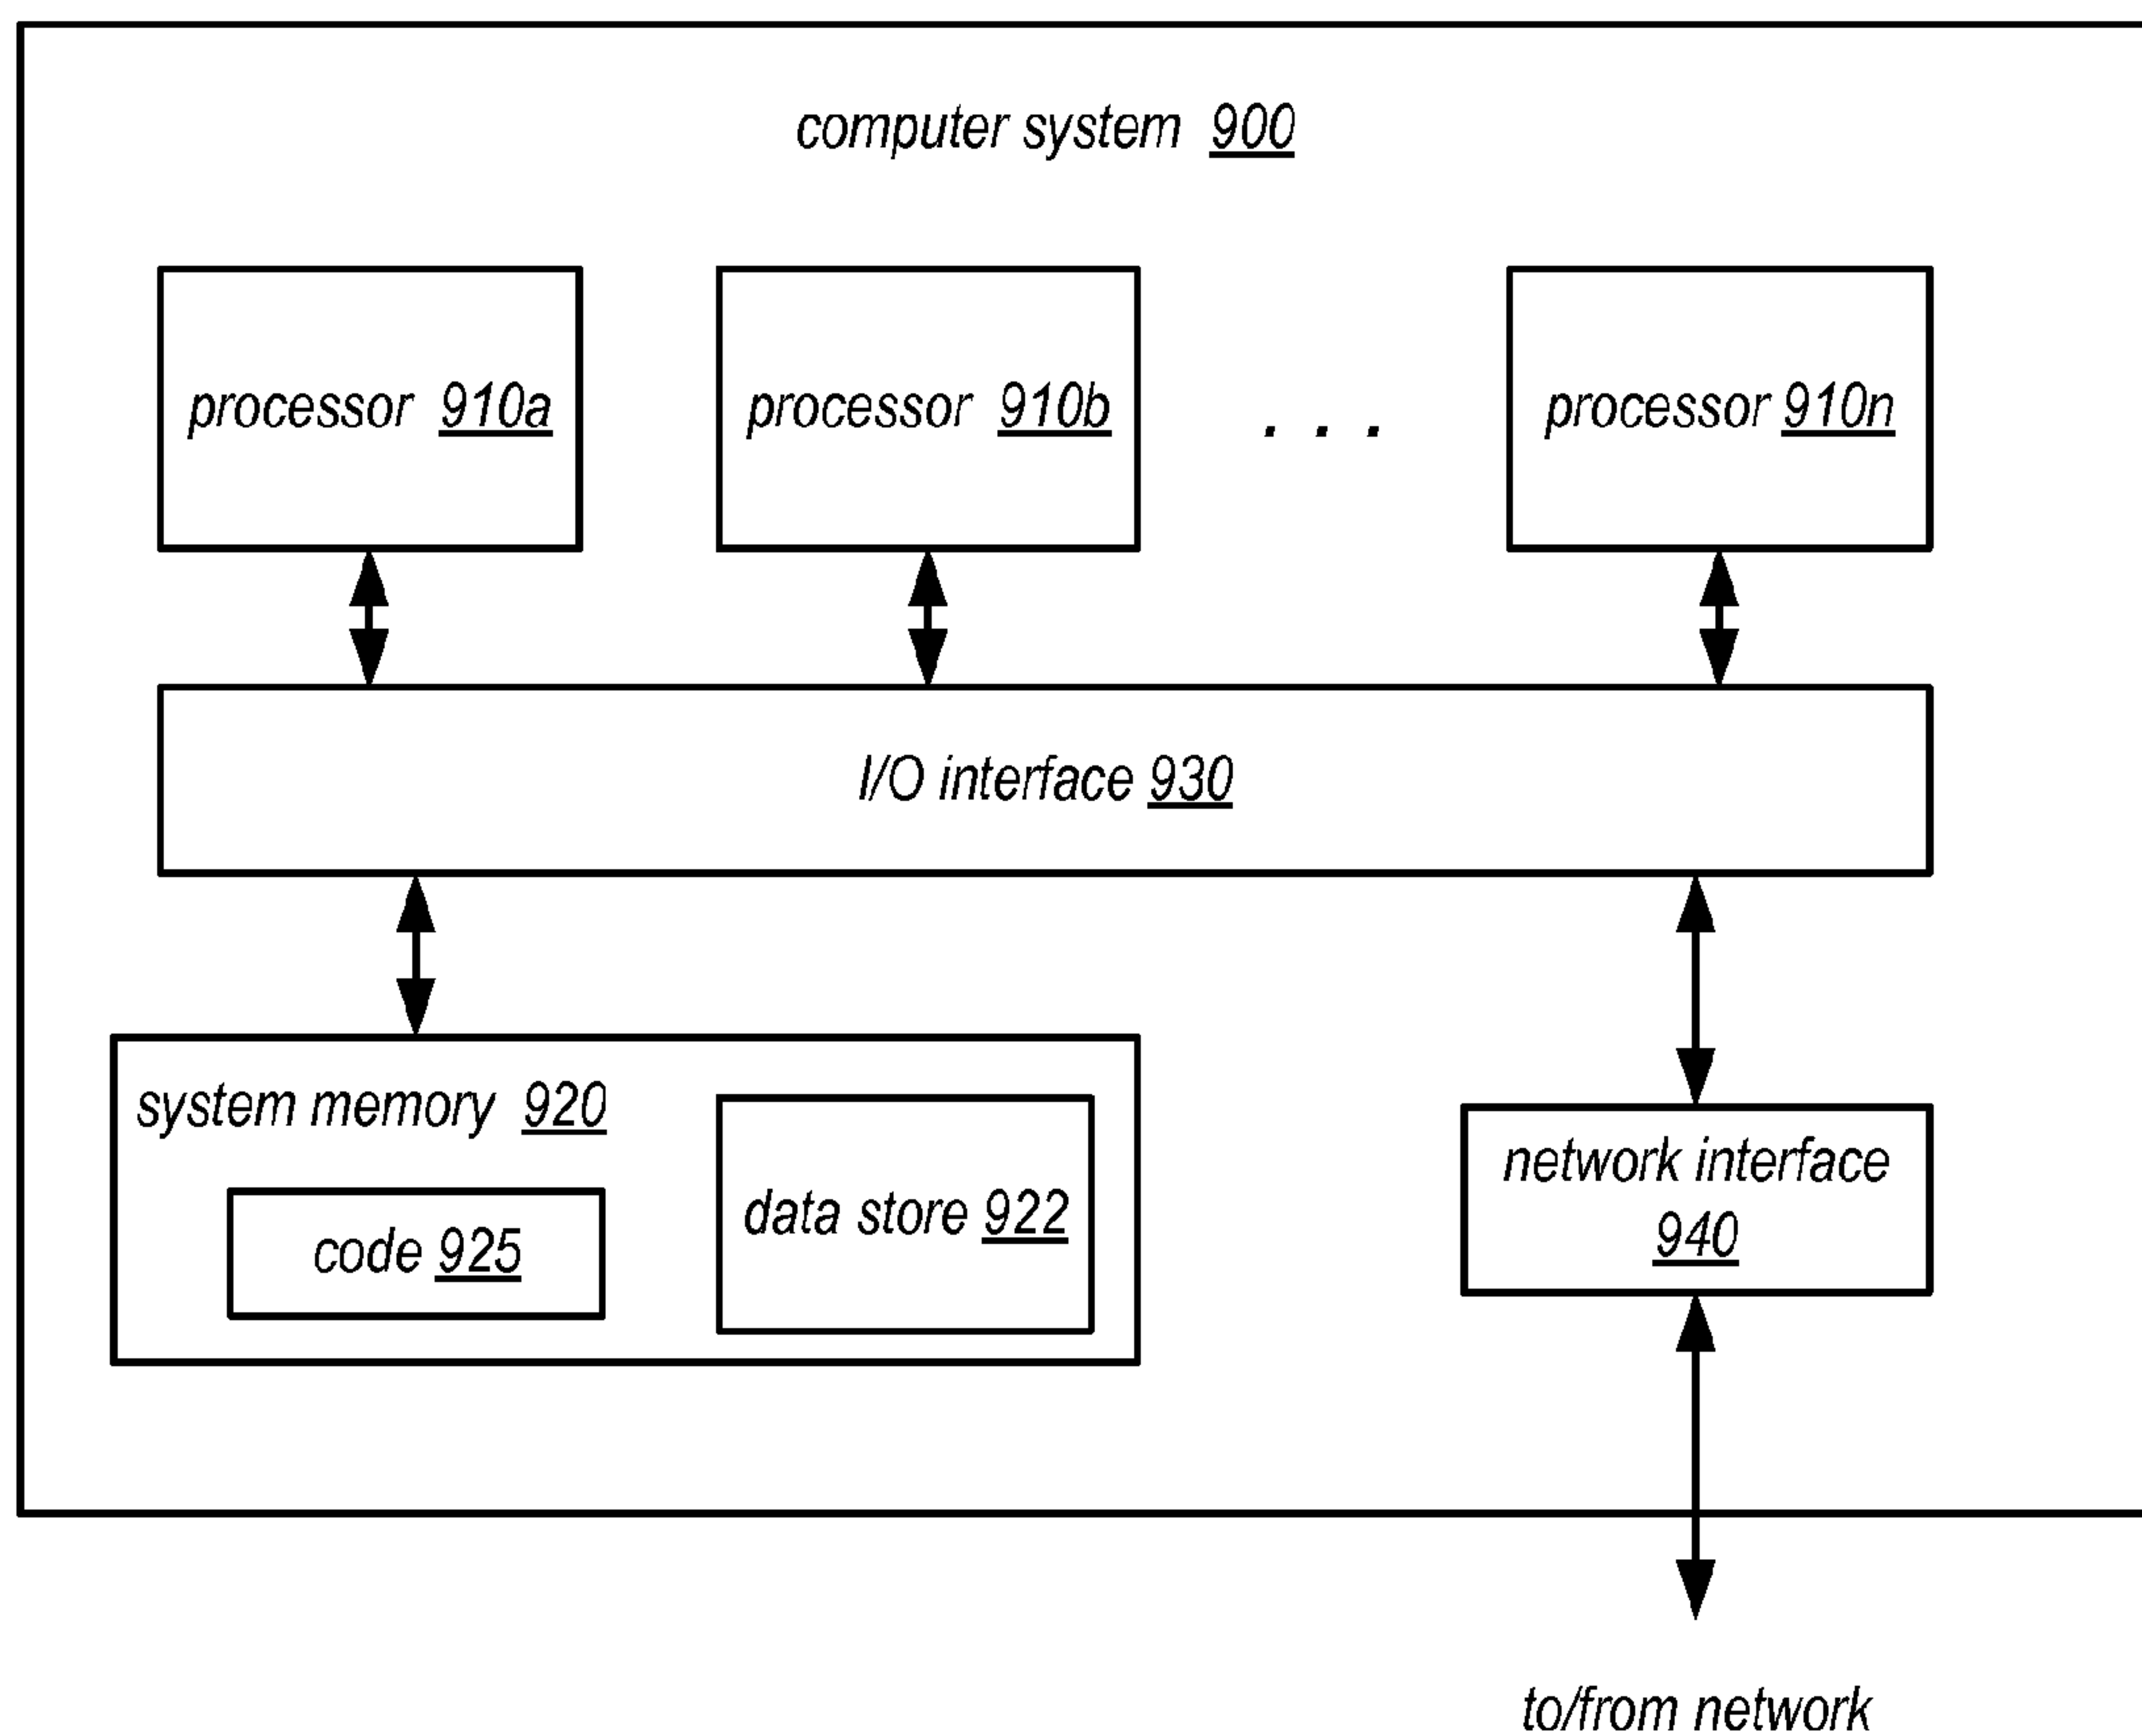 computer system 900
processor 910a
processor 910b
. . .
processor 910n
I/O interface 930
system memory 920
code 925
data store 922
network interface
940
to/from network